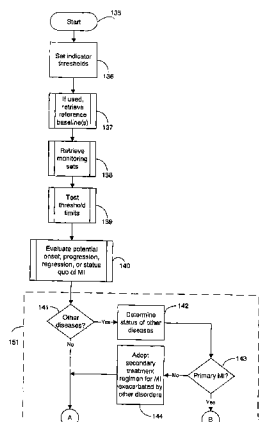 Start
135
Set indicator
thresholds
136
If used,
retrieve
reference
baseline(s)
137
Retrieve
monitoring
sets
138
Test
threshold
limits
139
Evaluate potential
onset, progression,
regression, or status
quo of MI
140
141
Other
diseases?
Yes
142
Determine
status of other
diseases
151
No
Adopt
secondary
treatment
regimen for MI
exacerbated by
other disorders
144
No
143
Primary MI?
Yes
A
B